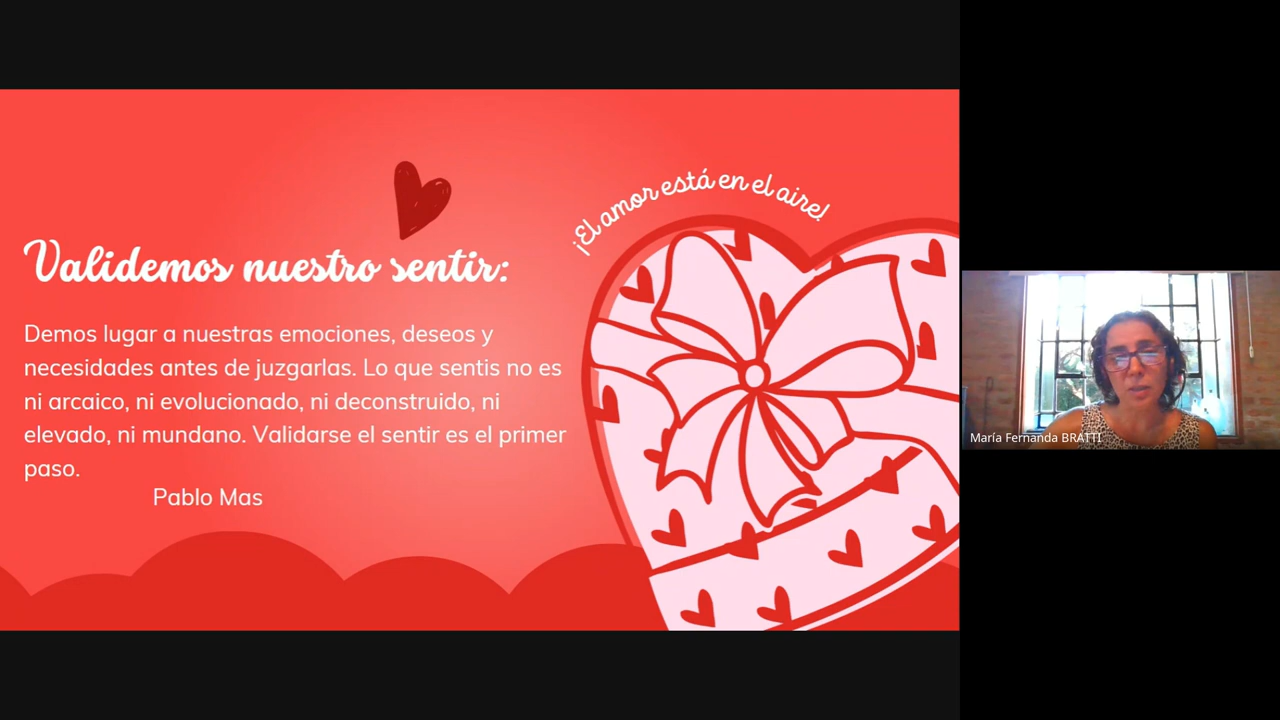 ¡El amor está en el aire!
Validemos nuestro sentir:
Demos lugar a nuestras emociones, deseos y
necesidades antes de juzgarlas. Lo que sentis no es
ni arcaico, ni evolucionado, ni deconstruido, ni
elevado, ni mundano. Validarse el sentir es el primer
paso.
Pablo Mas
María Fernanda BRATTI